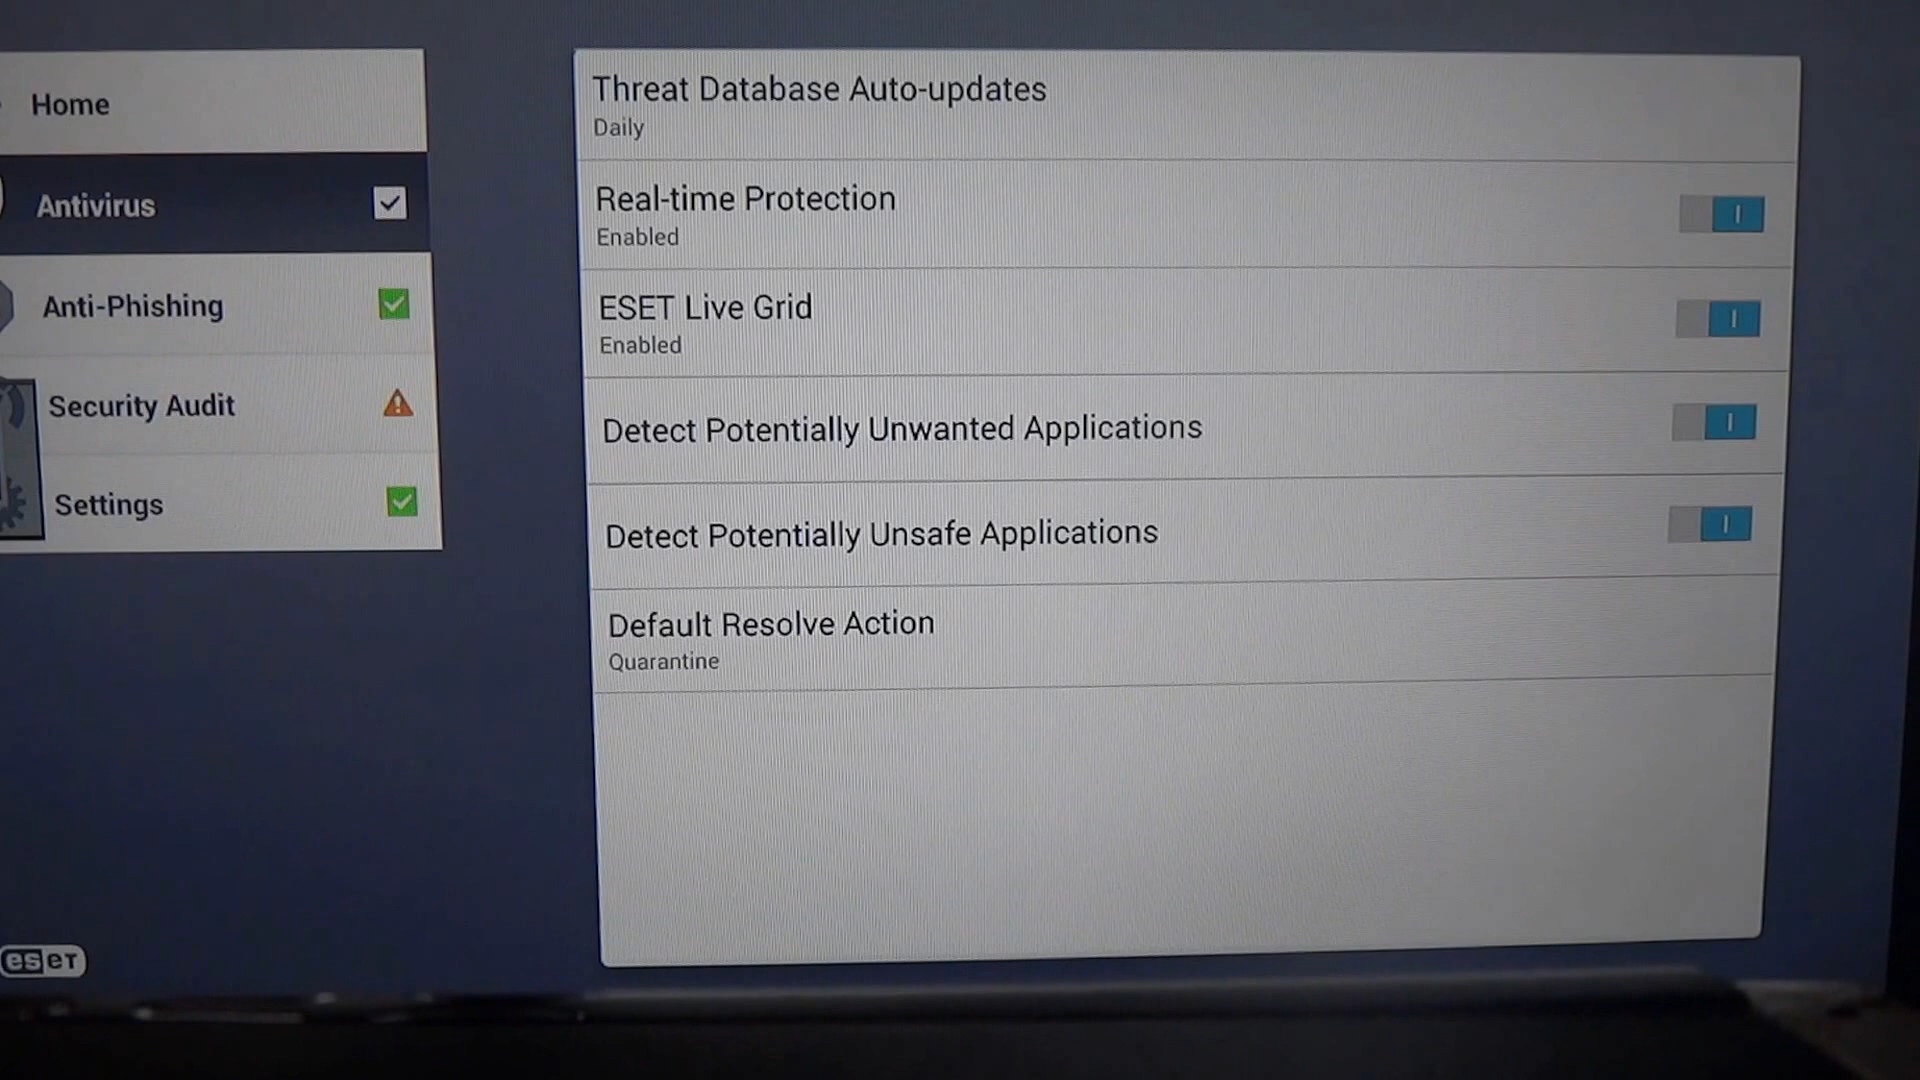 Home
Antivirus
Anti-Phishing
Security Audit
Settings
Threat Database Auto-updates
Daily
Real-time Protection
Enabled
ESET Live Grid
Enabled
Detect Potentially Unwanted Applications
Detect Potentially Unsafe Applications
Default Resolve Action
Quarantine
eseT